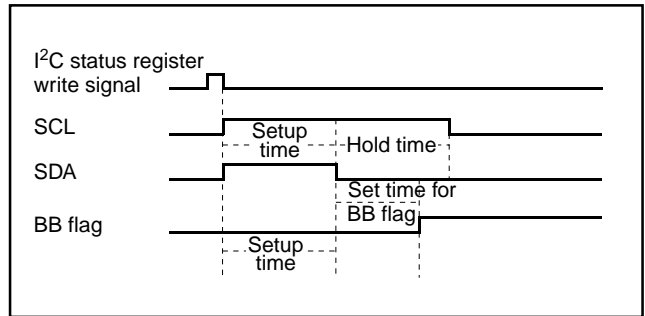 I²C status register
write signal
SCL
Setup
time
Hold time
SDA
Set time for
BB flag
BB flag
Setup
time